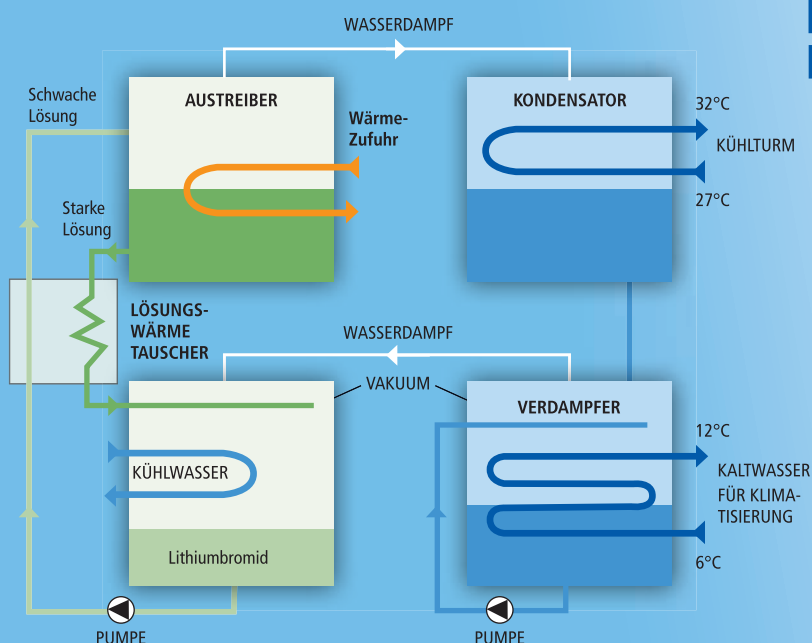 WASSERDAMPF
Schwache
Lösung
AUSTREIBER
Wärme-
Zufuhr
KONDENSATOR
32°C
KÜHLTURM
27°C
Starke
Lösung
LÖSUNGS-
WÄRME
TAUSCHER
WASSERDAMPF
VAKUUM
VERDAMPFER
12°C
KALTWASSER
FÜR KLIMA-
TISIERUNG
6°C
KÜHLWASSER
Lithiumbromid
PUMPE
PUMPE